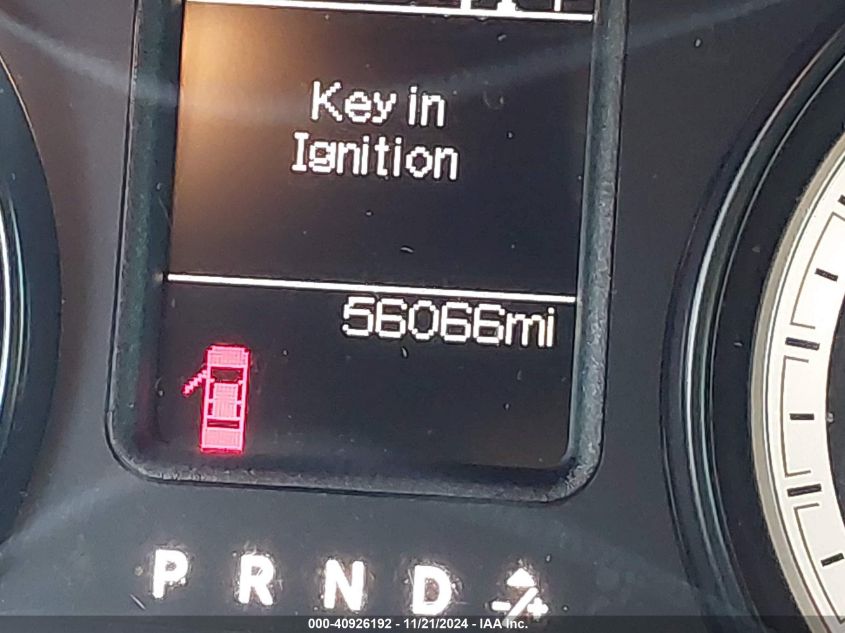 Key in
Ignition
56066mi
P R N D -/+
000-40926192 - 11/21/2024 - IAA Inc.